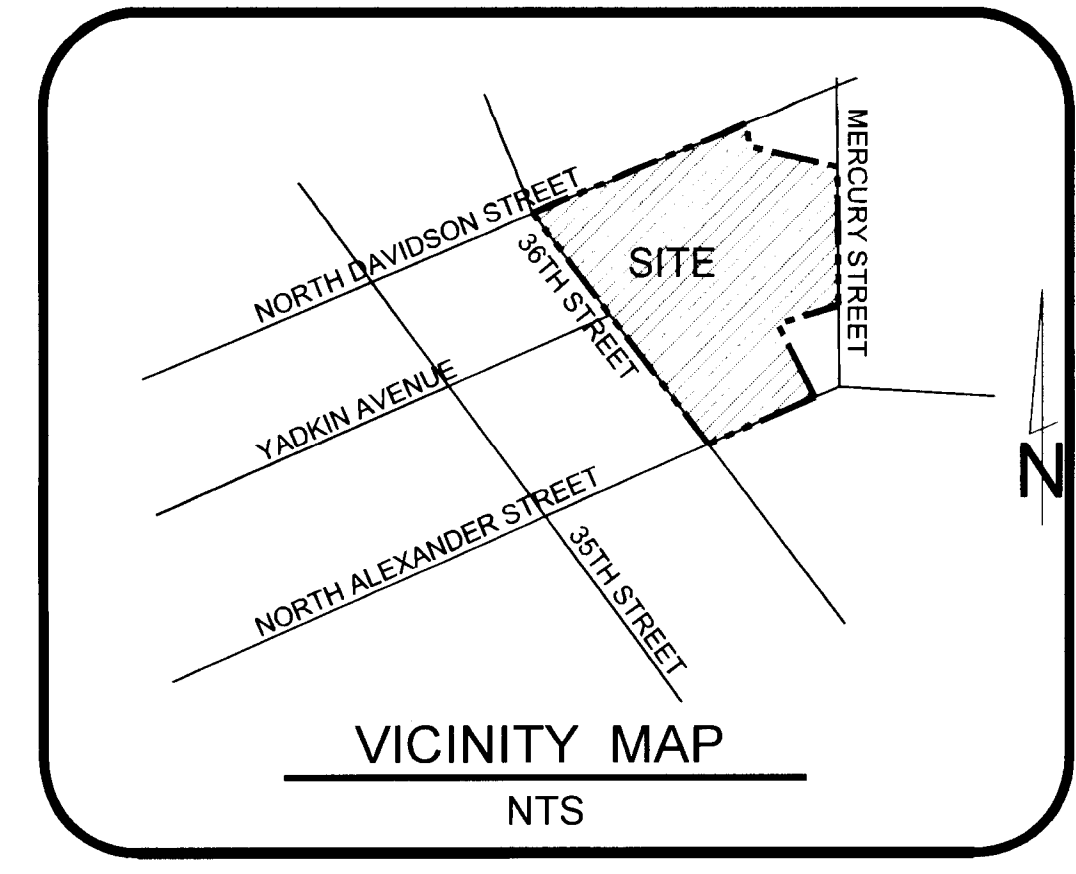 MERCURY STREET
NORTH DAVIDSON STREET
36TH STREET
SITE
YADKIN AVENUE
NORTH ALEXANDER STREET
35TH STREET
N
VICINITY MAP
NTS